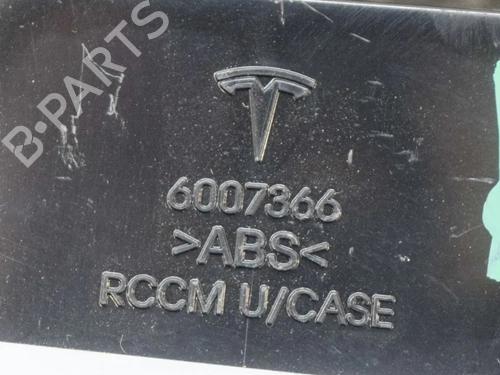 B-PARTS
6007366
>ABS<
RCCM U/CASE